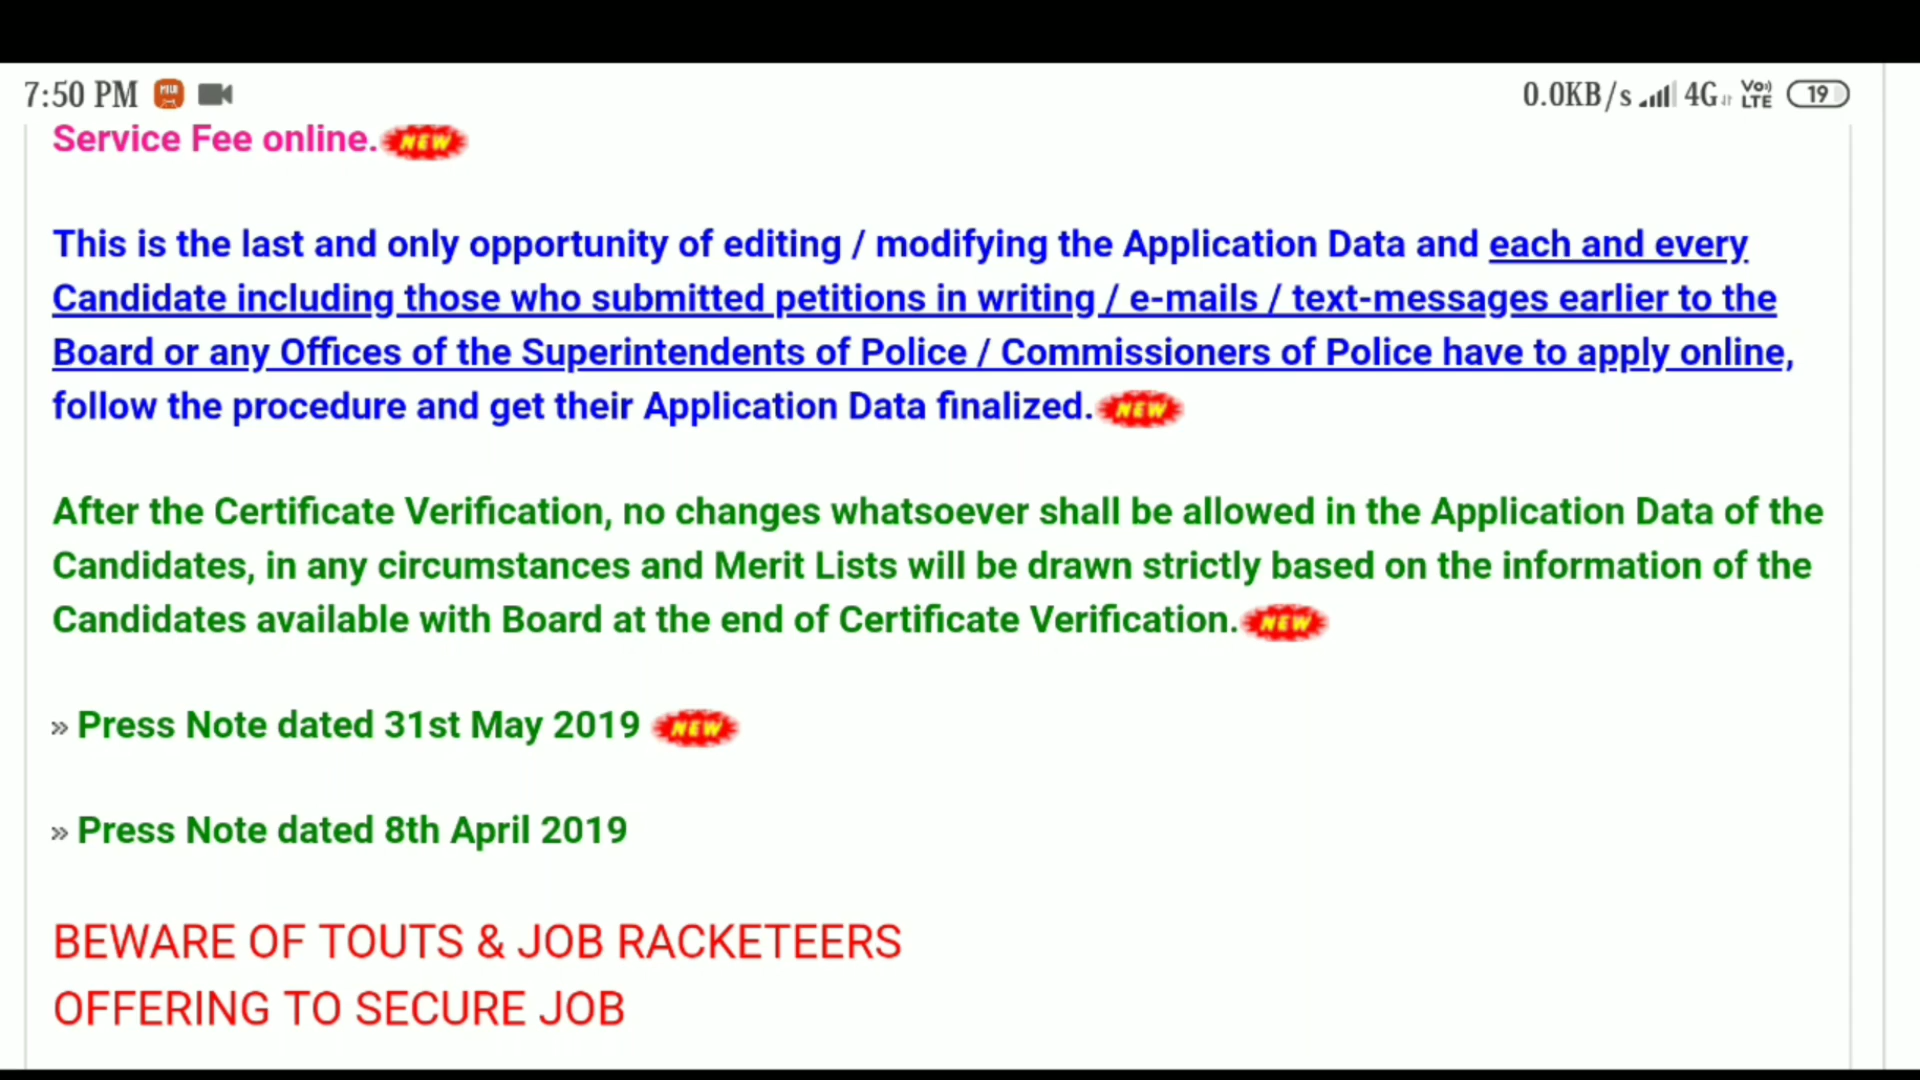 7:50 PM 0.0KB/s 4G Vo) LTE 19
Service Fee online. NEW
This is the last and only opportunity of editing / modifying the Application Data and each and every
Candidate including those who submitted petitions in writing / e-mails / text-messages earlier to the
Board or any Offices of the Superintendents of Police / Commissioners of Police have to apply online,
follow the procedure and get their Application Data finalized. NEW
After the Certificate Verification, no changes whatsoever shall be allowed in the Application Data of the
Candidates, in any circumstances and Merit Lists will be drawn strictly based on the information of the
Candidates available with Board at the end of Certificate Verification. NEW
» Press Note dated 31st May 2019 NEW
» Press Note dated 8th April 2019
BEWARE OF TOUTS & JOB RACKETEERS
OFFERING TO SECURE JOB